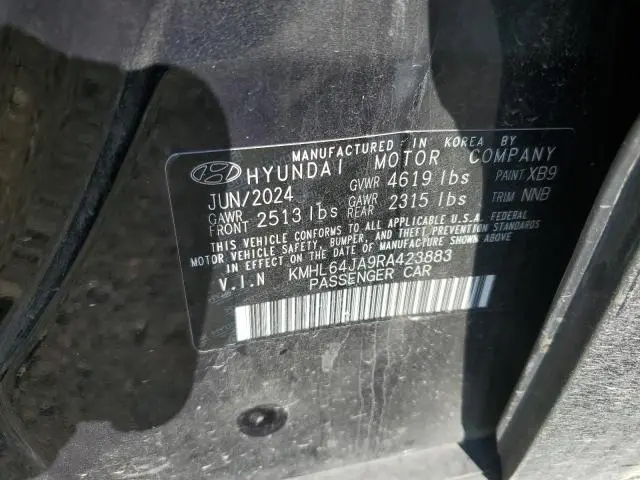 MANUFACTURED IN KOREA BY
HYUNDAI MOTOR COMPANY
JUN/2024 GVWR 4619 lbs PAINT XB9
GAWR FRONT 2513 lbs GAWR REAR 2315 lbs TRIM NNB
THIS VEHICLE CONFORMS TO ALL APPLICABLE U.S.A. FEDERAL
MOTOR VEHICLE SAFETY, BUMPER, AND THEFT PREVENTION STANDARDS
IN EFFECT ON THE DATE OF MANUFACTURE SHOWN ABOVE.
V.I.N KMHL64JA9RA423883
PASSENGER CAR